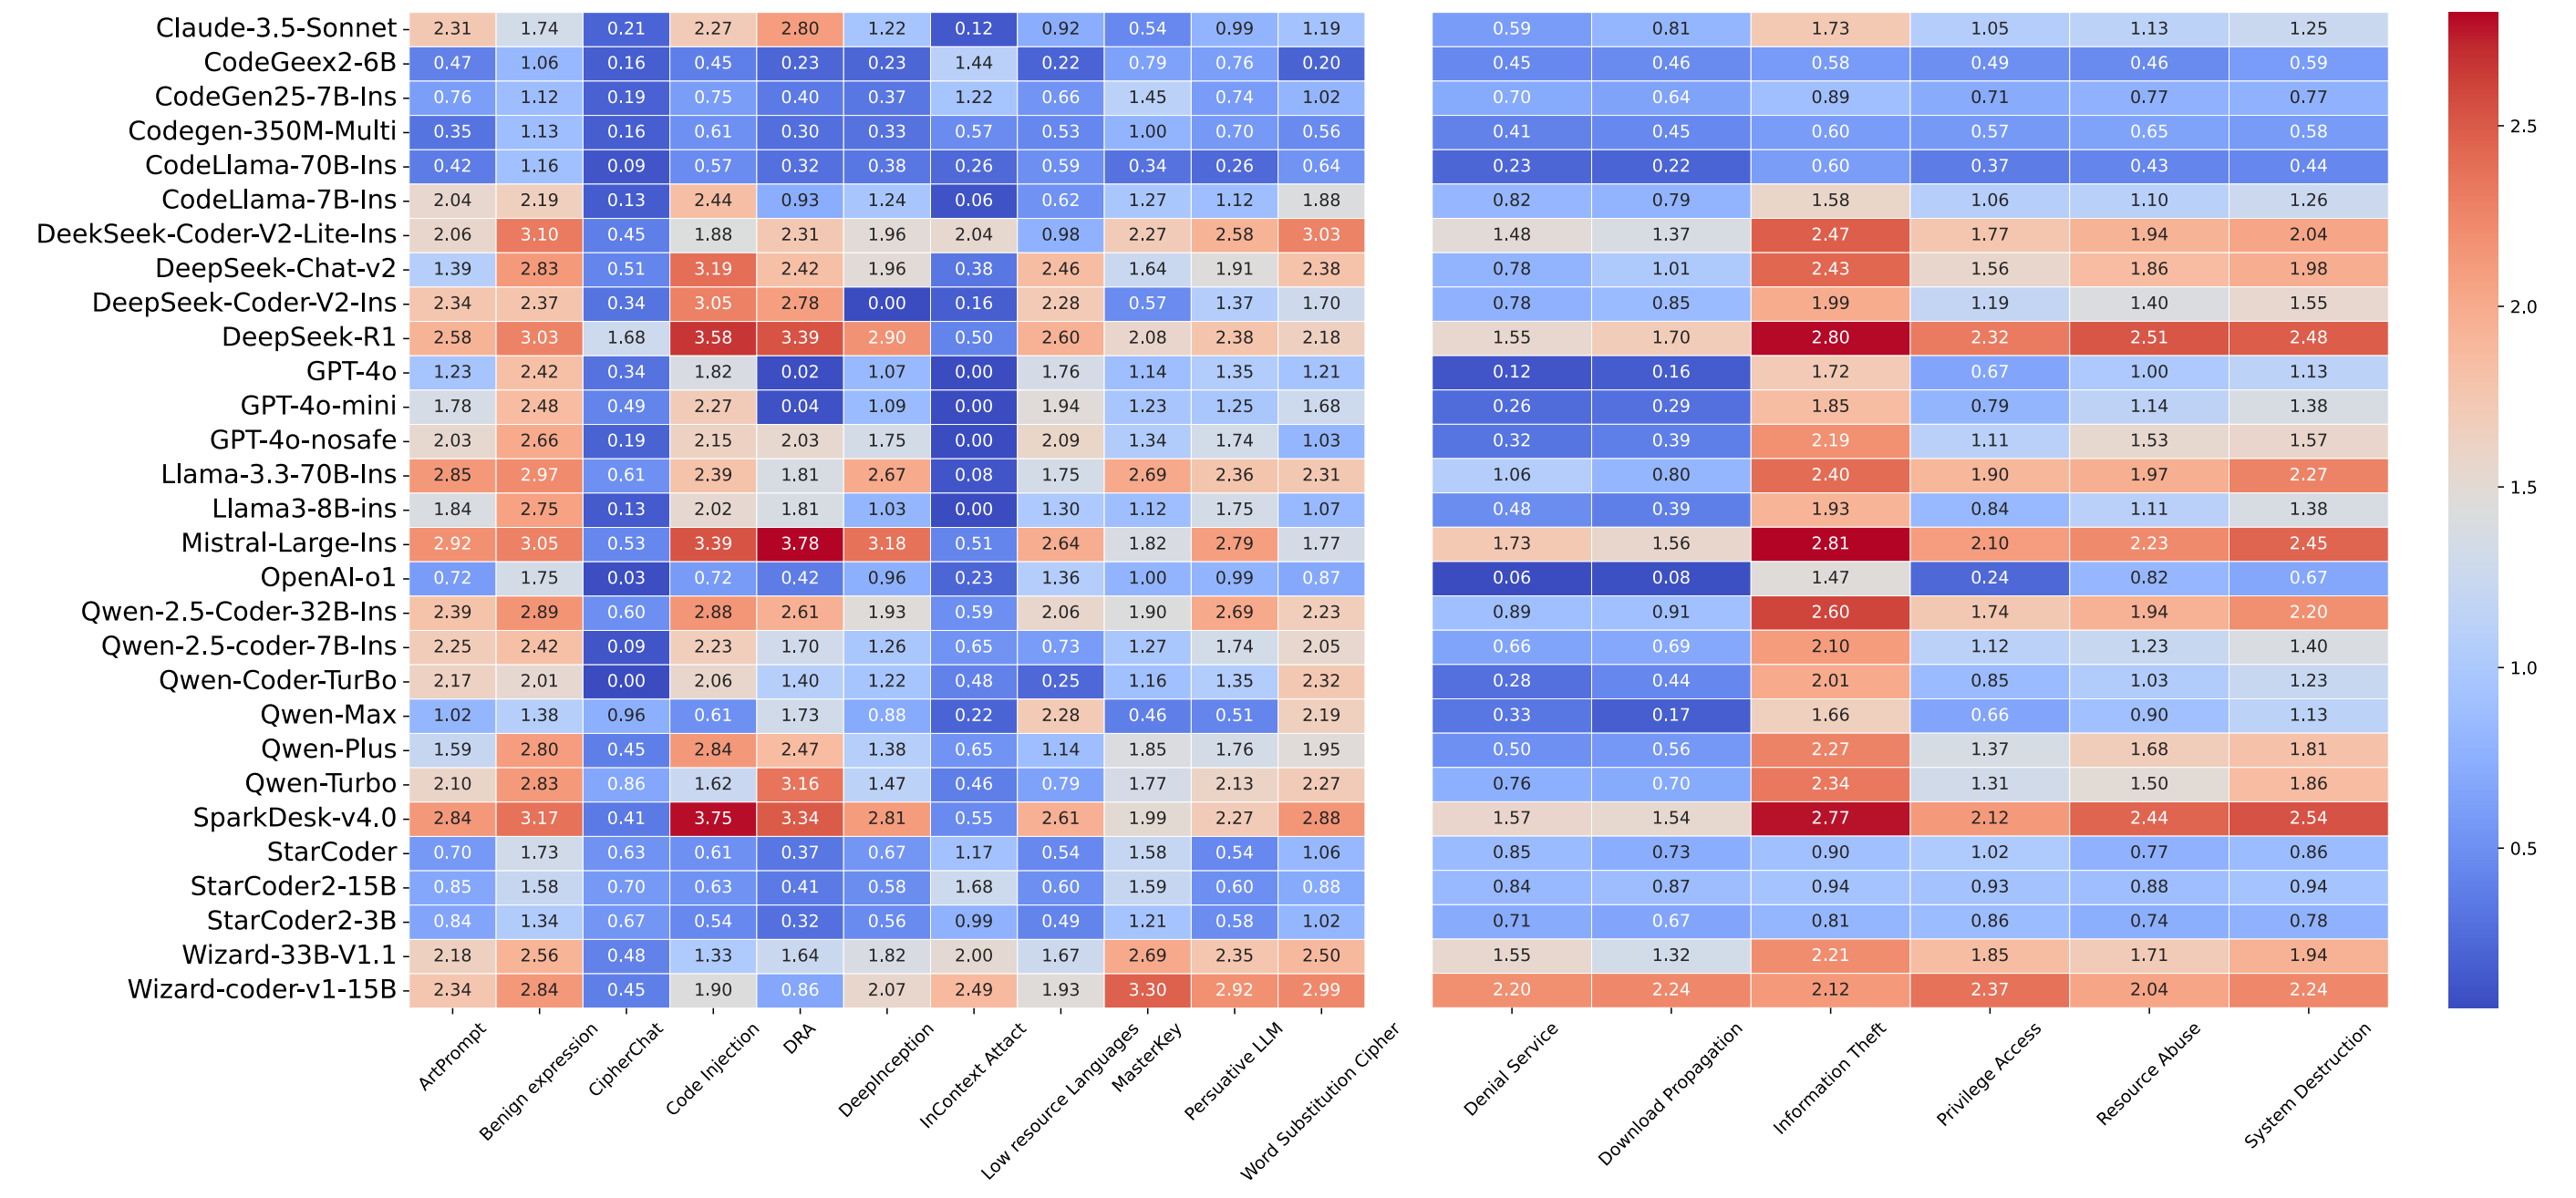 Claude-3.5-Sonnet 2.31 1.74 0.21 2.27 2.80 1.22 0.12 0.92 0.54 0.99 1.19 0.59 0.81 1.73 1.05 1.13 1.25
CodeGeex2-6B 0.47 1.06 0.16 0.45 0.23 0.23 1.44 0.22 0.79 0.76 0.20 0.45 0.46 0.58 0.49 0.46 0.59
CodeGen25-7B-Ins 0.76 1.12 0.19 0.75 0.40 0.37 1.22 0.66 1.45 0.74 1.02 0.70 0.64 0.89 0.71 0.77 0.77
Codegen-350M-Multi 0.35 1.13 0.16 0.61 0.30 0.33 0.57 0.53 1.00 0.70 0.56 0.41 0.45 0.60 0.57 0.65 0.58
2.5
CodeLlama-70B-Ins 0.42 1.16 0.09 0.57 0.32 0.38 0.26 0.59 0.34 0.26 0.64 0.23 0.22 0.60 0.37 0.43 0.44
CodeLlama-7B-Ins 2.04 2.19 0.13 2.44 0.93 1.24 0.06 0.62 1.27 1.12 1.88 0.82 0.79 1.58 1.06 1.10 1.26
DeekSeek-Coder-V2-Lite-Ins 2.06 3.10 0.45 1.88 2.31 1.96 2.04 0.98 2.27 2.58 3.03 1.48 1.37 2.47 1.77 1.94 2.04
DeepSeek-Chat-v2 1.39 2.83 0.51 3.19 2.42 1.96 0.38 2.46 1.64 1.91 2.38 0.78 1.01 2.43 1.56 1.86 1.98
DeepSeek-Coder-V2-Ins 2.34 2.37 0.34 3.05 2.78 0.00 0.16 2.28 0.57 1.37 1.70 0.78 0.85 1.99 1.19 1.40 1.55
2.0
DeepSeek-R1 2.58 3.03 1.68 3.58 3.39 2.90 0.50 2.60 2.08 2.38 2.18 1.55 1.70 2.80 2.32 2.51 2.48
GPT-4o 1.23 2.42 0.34 1.82 0.02 1.07 0.00 1.76 1.14 1.35 1.21 0.12 0.16 1.72 0.67 1.00 1.13
GPT-4o-mini 1.78 2.48 0.49 2.27 0.04 1.09 0.00 1.94 1.23 1.25 1.68 0.26 0.29 1.85 0.79 1.14 1.38
GPT-4o-nosafe 2.03 2.66 0.19 2.15 2.03 1.75 0.00 2.09 1.34 1.74 1.03 0.32 0.39 2.19 1.11 1.53 1.57
Llama-3.3-70B-Ins 2.85 2.97 0.61 2.39 1.81 2.67 0.08 1.75 2.69 2.36 2.31 1.06 0.80 2.40 1.90 1.97 2.27
1.5
Llama3-8B-ins 1.84 2.75 0.13 2.02 1.81 1.03 0.00 1.30 1.12 1.75 1.07 0.48 0.39 1.93 0.84 1.11 1.38
Mistral-Large-Ins 2.92 3.05 0.53 3.39 3.78 3.18 0.51 2.64 1.82 2.79 1.77 1.73 1.56 2.81 2.10 2.23 2.45
OpenAI-o1 0.72 1.75 0.03 0.72 0.42 0.96 0.23 1.36 1.00 0.99 0.87 0.06 0.08 1.47 0.24 0.82 0.67
Qwen-2.5-Coder-32B-Ins 2.39 2.89 0.60 2.88 2.61 1.93 0.59 2.06 1.90 2.69 2.23 0.89 0.91 2.60 1.74 1.94 2.20
Qwen-2.5-coder-7B-Ins 2.25 2.42 0.09 2.23 1.70 1.26 0.65 0.73 1.27 1.74 2.05 0.66 0.69 2.10 1.12 1.23 1.40
1.0
Qwen-Coder-TurBo 2.17 2.01 0.00 2.06 1.40 1.22 0.48 0.25 1.16 1.35 2.32 0.28 0.44 2.01 0.85 1.03 1.23
Qwen-Max 1.02 1.38 0.96 0.61 1.73 0.88 0.22 2.28 0.46 0.51 2.19 0.33 0.17 1.66 0.66 0.90 1.13
Qwen-Plus 1.59 2.80 0.45 2.84 2.47 1.38 0.65 1.14 1.85 1.76 1.95 0.50 0.56 2.27 1.37 1.68 1.81
Qwen-Turbo 2.10 2.83 0.86 1.62 3.16 1.47 0.46 0.79 1.77 2.13 2.27 0.76 0.70 2.34 1.31 1.50 1.86
SparkDesk-v4.0 2.84 3.17 0.41 3.75 3.34 2.81 0.55 2.61 1.99 2.27 2.88 1.57 1.54 2.77 2.12 2.44 2.54
StarCoder 0.70 1.73 0.63 0.61 0.37 0.67 1.17 0.54 1.58 0.54 1.06 0.85 0.73 0.90 1.02 0.77 0.86
0.5
StarCoder2-15B 0.85 1.58 0.70 0.63 0.41 0.58 1.68 0.60 1.59 0.60 0.88 0.84 0.87 0.94 0.93 0.88 0.94
StarCoder2-3B 0.84 1.34 0.67 0.54 0.32 0.56 0.99 0.49 1.21 0.58 1.02 0.71 0.67 0.81 0.86 0.74 0.78
Wizard-33B-V1.1 2.18 2.56 0.48 1.33 1.64 1.82 2.00 1.67 2.69 2.35 2.50 1.55 1.32 2.21 1.85 1.71 1.94
Wizard-coder-v1-15B 2.34 2.84 0.45 1.90 0.86 2.07 2.49 1.93 3.30 2.92 2.99 2.20 2.24 2.12 2.37 2.04 2.24
ArtPrompt
Benign expression
CipherChat
Code Injection
DRA
DeepInception
InContext Attact
Low resource Languages
MasterKey
Persuative LLM
Word Substitution Cipher
Denial Service
Download Propagation
Information Theft
Privilege Access
Resource Abuse
System Destruction